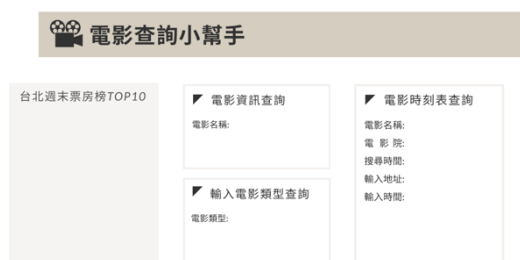 電影查詢小幫手
台北週末票房榜TOP10
電影資訊查詢
電影名稱:
輸入電影類型查詢
電影類型:
電影時刻表查詢
電影名稱:
電 影 院:
搜尋時間:
輸入地址:
輸入時間: